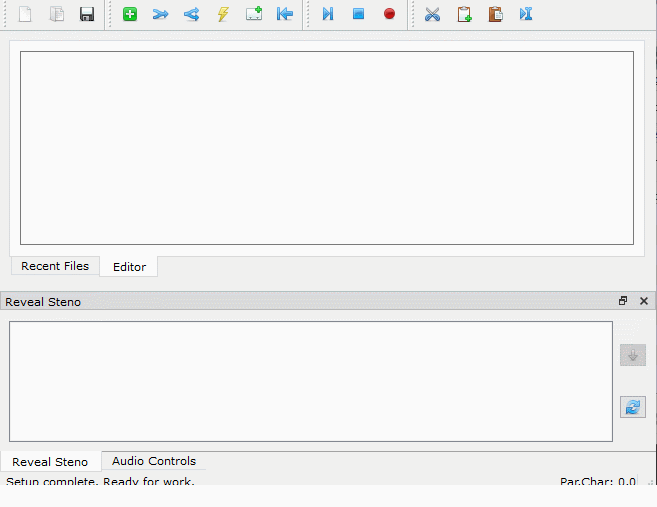 Recent Files
Editor
Reveal Steno
Reveal Steno
Audio Controls
Setup complete. Ready for work.
Par,Char: 0,0